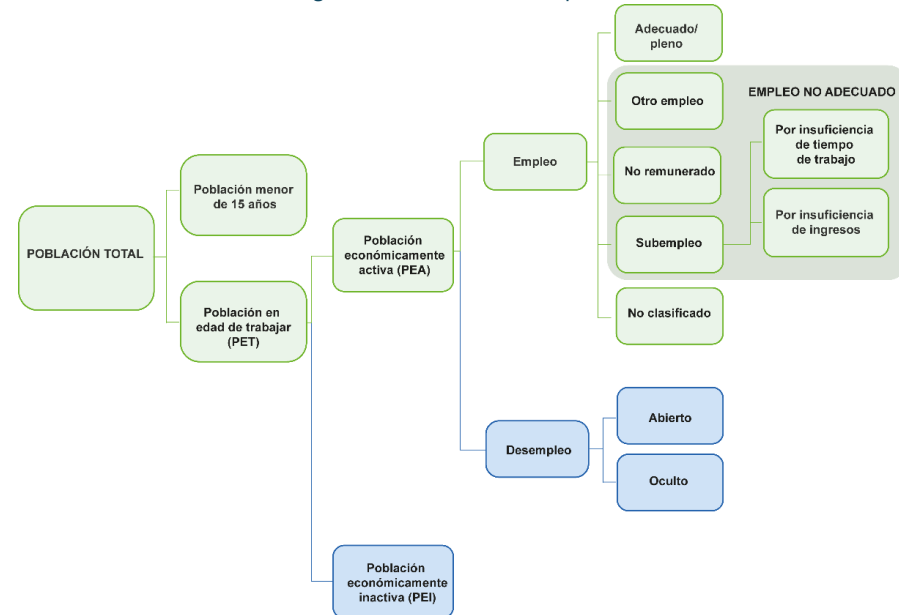 Adecuado/
pleno
Otro empleo
EMPLEO NO ADECUADO
Por insuficiencia
de tiempo
de trabajo
Empleo
No remunerado
Población menor
de 15 años
Por insuficiencia
de ingresos
POBLACIÓN TOTAL
Población
económicamente
activa (PEA)
Subempleo
Población en
edad de trabajar
(PET)
No clasificado
Abierto
Desempleo
Oculto
Población
económicamente
inactiva (PEI)